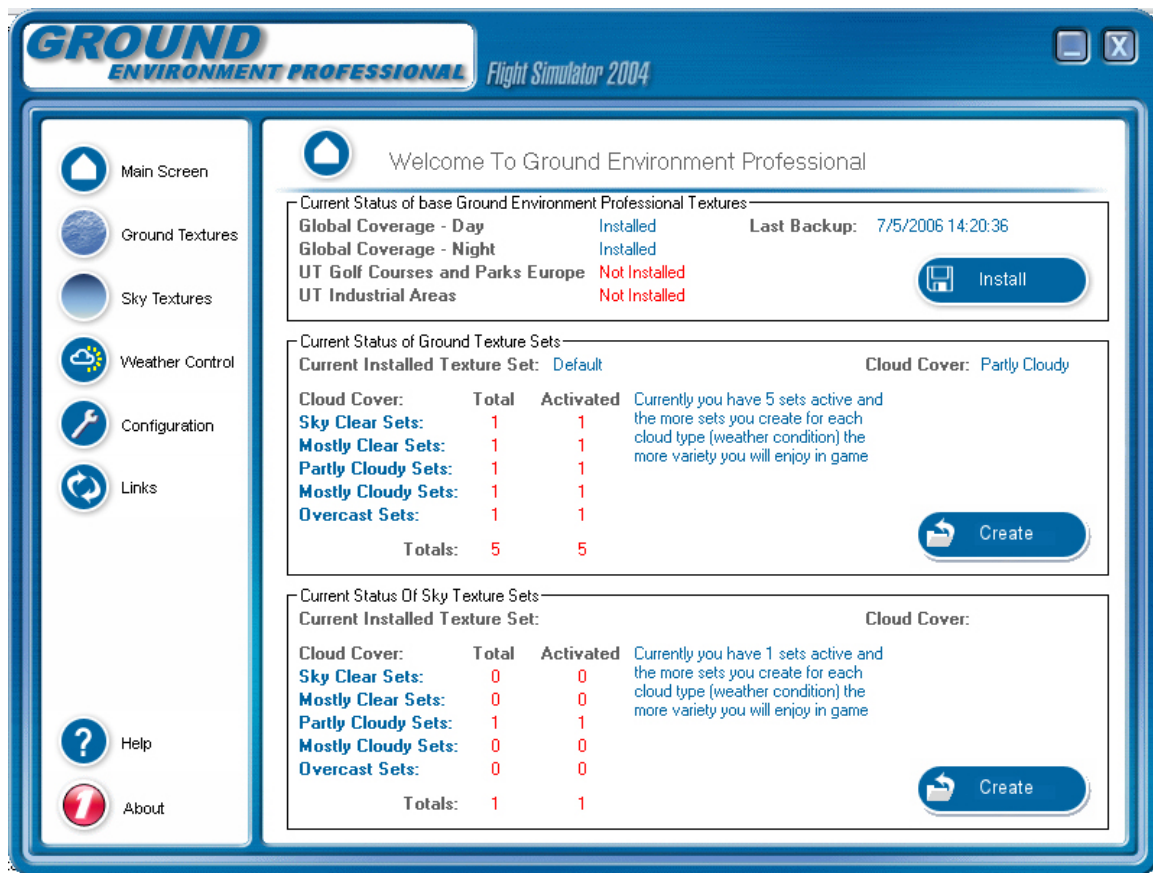 GROUND
ENVIRONMENT PROFESSIONAL
Flight Simulator 2004
X
Main Screen
Ground Textures
Sky Textures
Weather Control
Configuration
Links
Help
1
About
Welcome To Ground Environment Professional
Current Status of base Ground Environment Professional Textures
Global Coverage - Day Installed Last Backup: 7/5/2006 14:20:36
Global Coverage - Night Installed
UT Golf Courses and Parks Europe Not Installed
UT Industrial Areas Not Installed
Install
Current Status of Ground Texture Sets
Current Installed Texture Set: Default Cloud Cover: Partly Cloudy
Cloud Cover: Total Activated
Sky Clear Sets: 1 1
Mostly Clear Sets: 1 1
Partly Cloudy Sets: 1 1
Mostly Cloudy Sets: 1 1
Overcast Sets: 1 1
Totals: 5 5
Currently you have 5 sets active and
the more sets you create for each
cloud type (weather condition) the
more variety you will enjoy in game
Create
Current Status Of Sky Texture Sets
Current Installed Texture Set: Cloud Cover:
Cloud Cover: Total Activated
Sky Clear Sets: 0 0
Mostly Clear Sets: 0 0
Partly Cloudy Sets: 1 1
Mostly Cloudy Sets: 0 0
Overcast Sets: 0 0
Totals: 1 1
Currently you have 1 sets active and
the more sets you create for each
cloud type (weather condition) the
more variety you will enjoy in game
Create